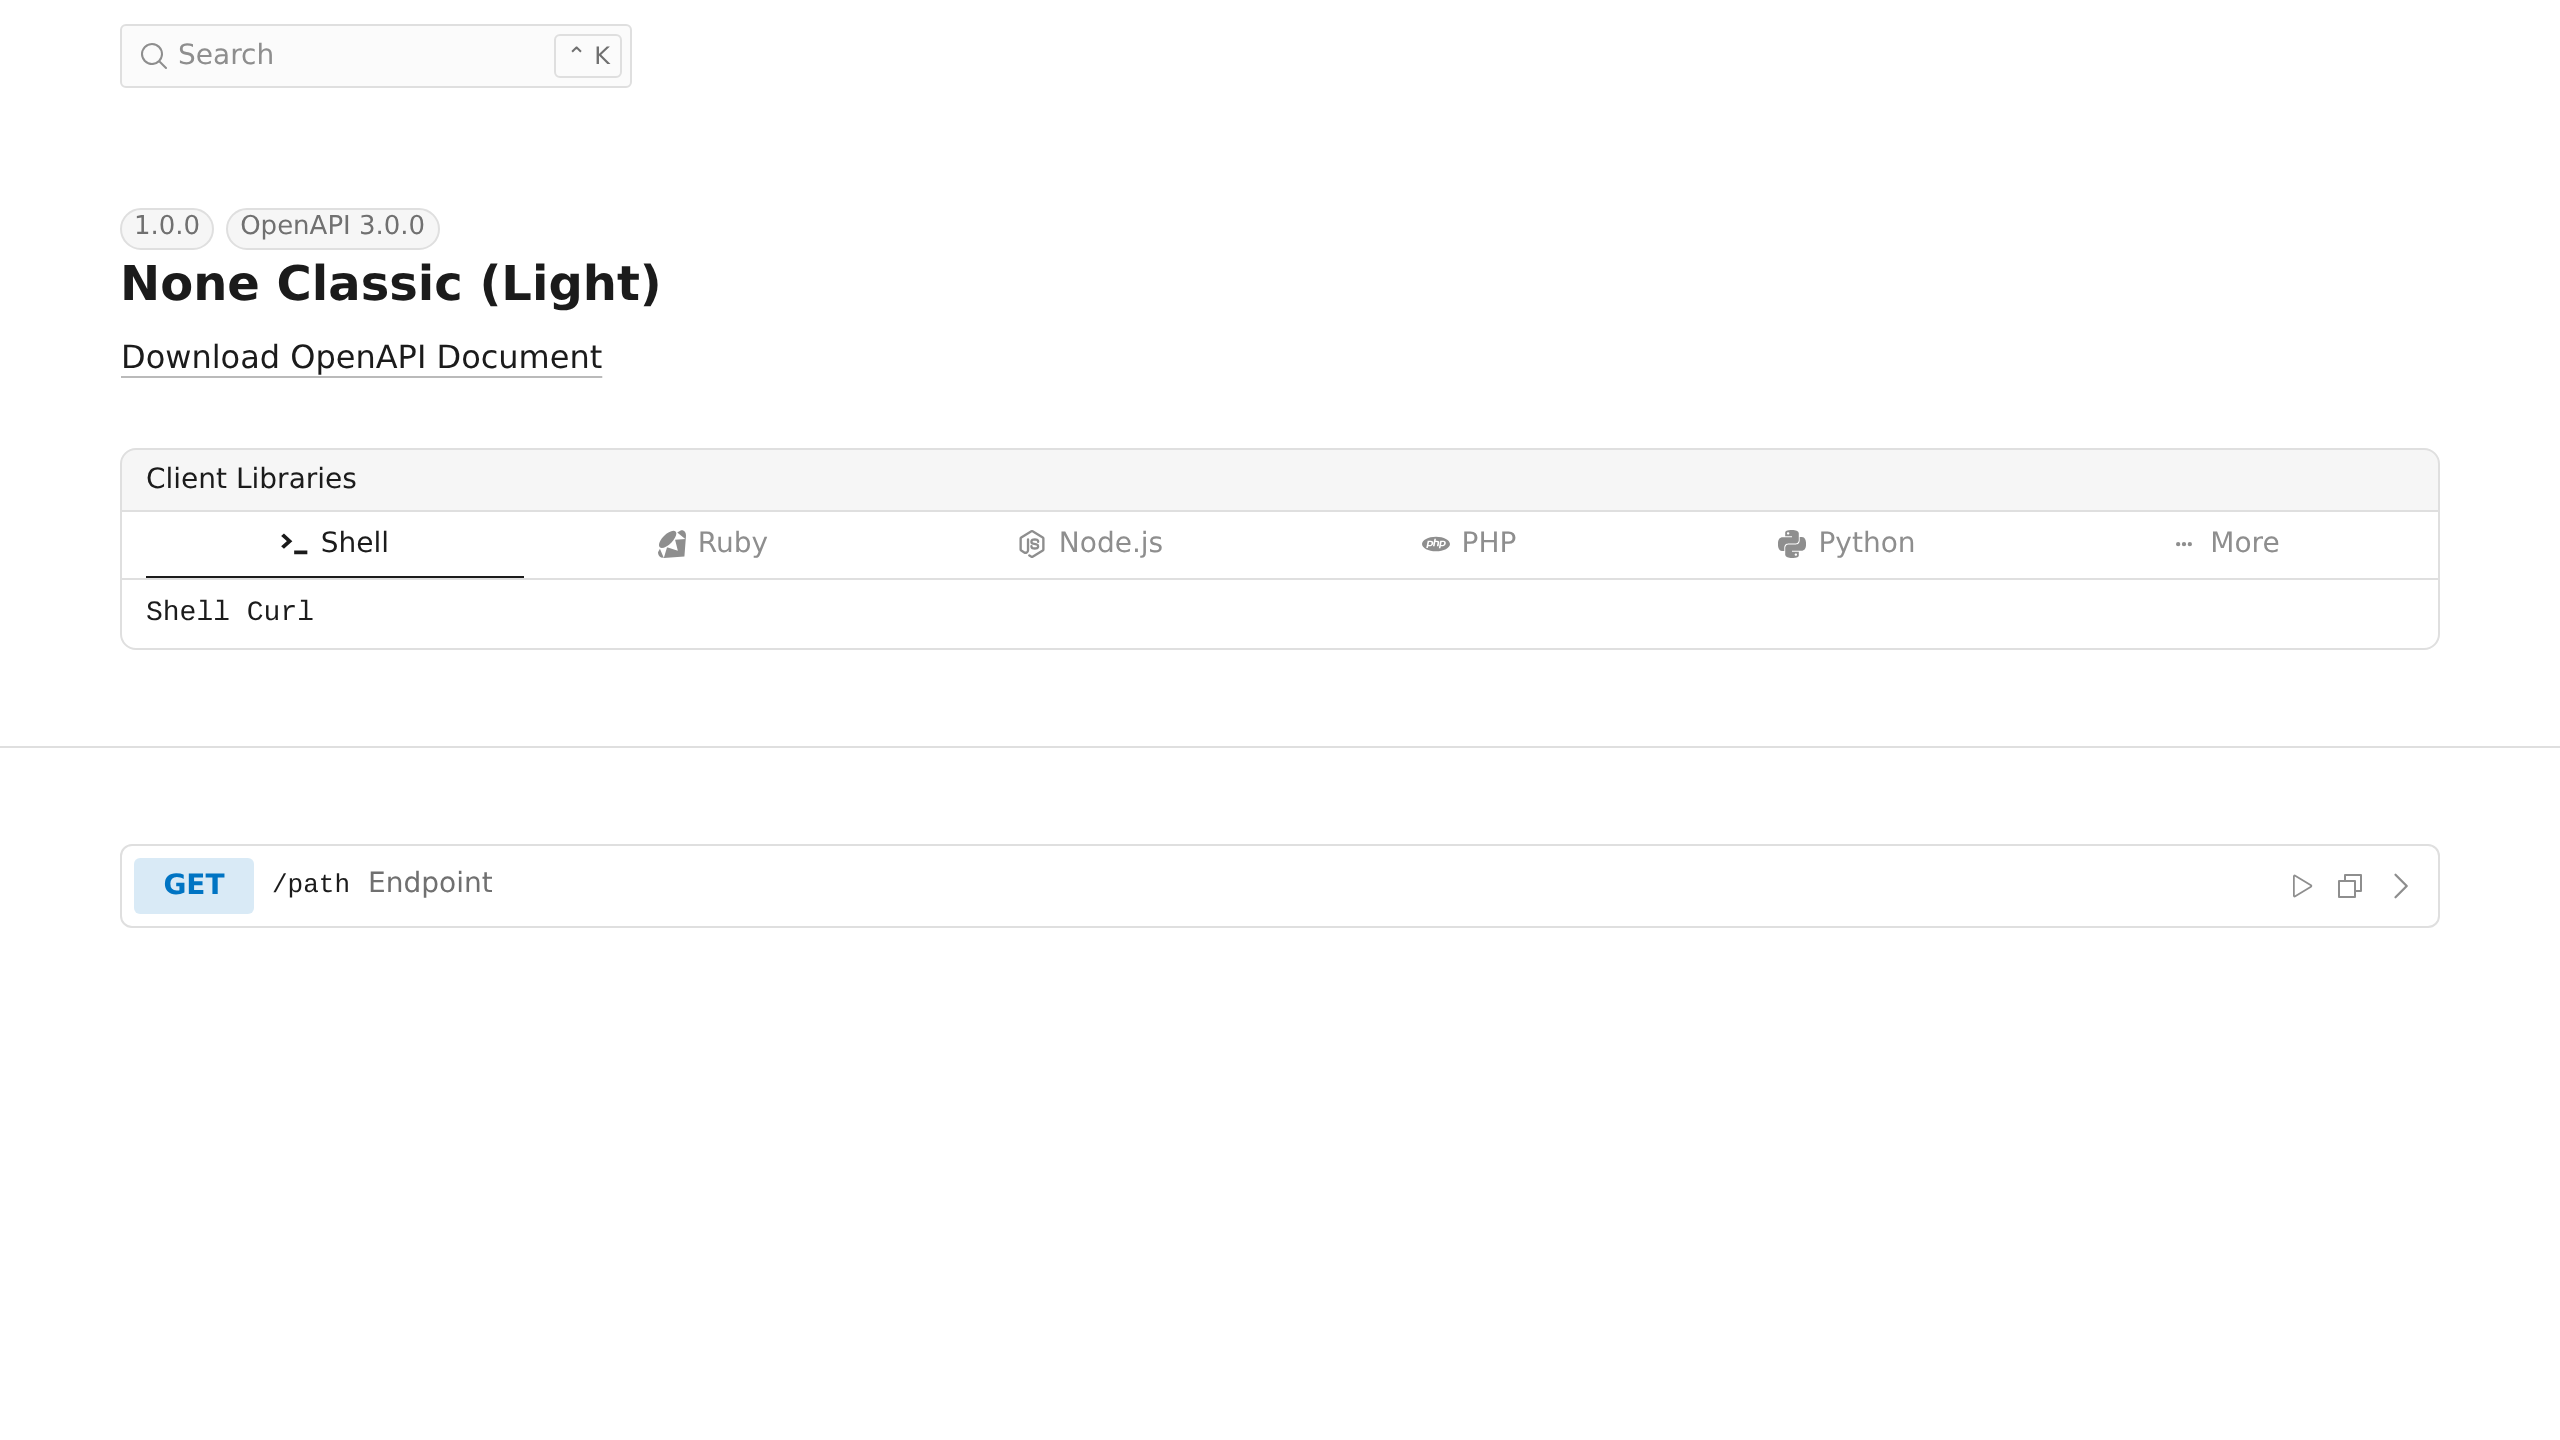 Search ⌃ K
1.0.0 OpenAPI 3.0.0
None Classic (Light)
Download OpenAPI Document
Client Libraries
Shell Ruby Node.js PHP Python More
Shell Curl
GET /path Endpoint